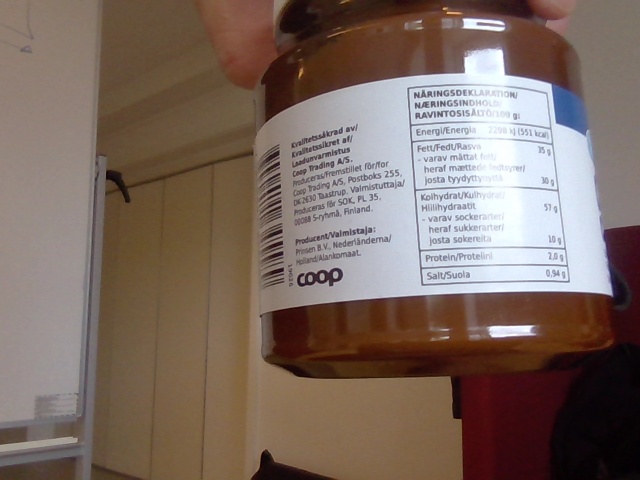 Kvalitetssäkrad av/
Kvalitetssikret af/
Laadunvarmistus
Coop Trading A/S.
Produceras/Fremstillet för/for
Coop Trading A/S, Postboks 255,
DK-2630 Taastrup. Valmistuttaja/
Produceras för SOK, PL 35,
00088 S-ryhmä, Finland.
Producent/Valmistaja:
Prinsen B.V., Nederländerna/
Holland/Alankomaat.
coop
NÄRINGSDEKLARATION/
NÆRINGSINDHOLD/
RAVINTOSISÄLTÖ/100 g:
Energi/Energia 2298 kJ (551 kcal)
Fett/Fedt/Rasva 35 g
- varav mättat fett/
heraf mættede fedtsyrer/
josta tyydyttynyttä 30 g
Kolhydrat/Kulhydrat/
Hiilihydraatit 57 g
- varav sockerarter/
heraf sukkerarter/
josta sokereita 10 g
Protein/Proteiini 2,0 g
Salt/Suola 0,94 g